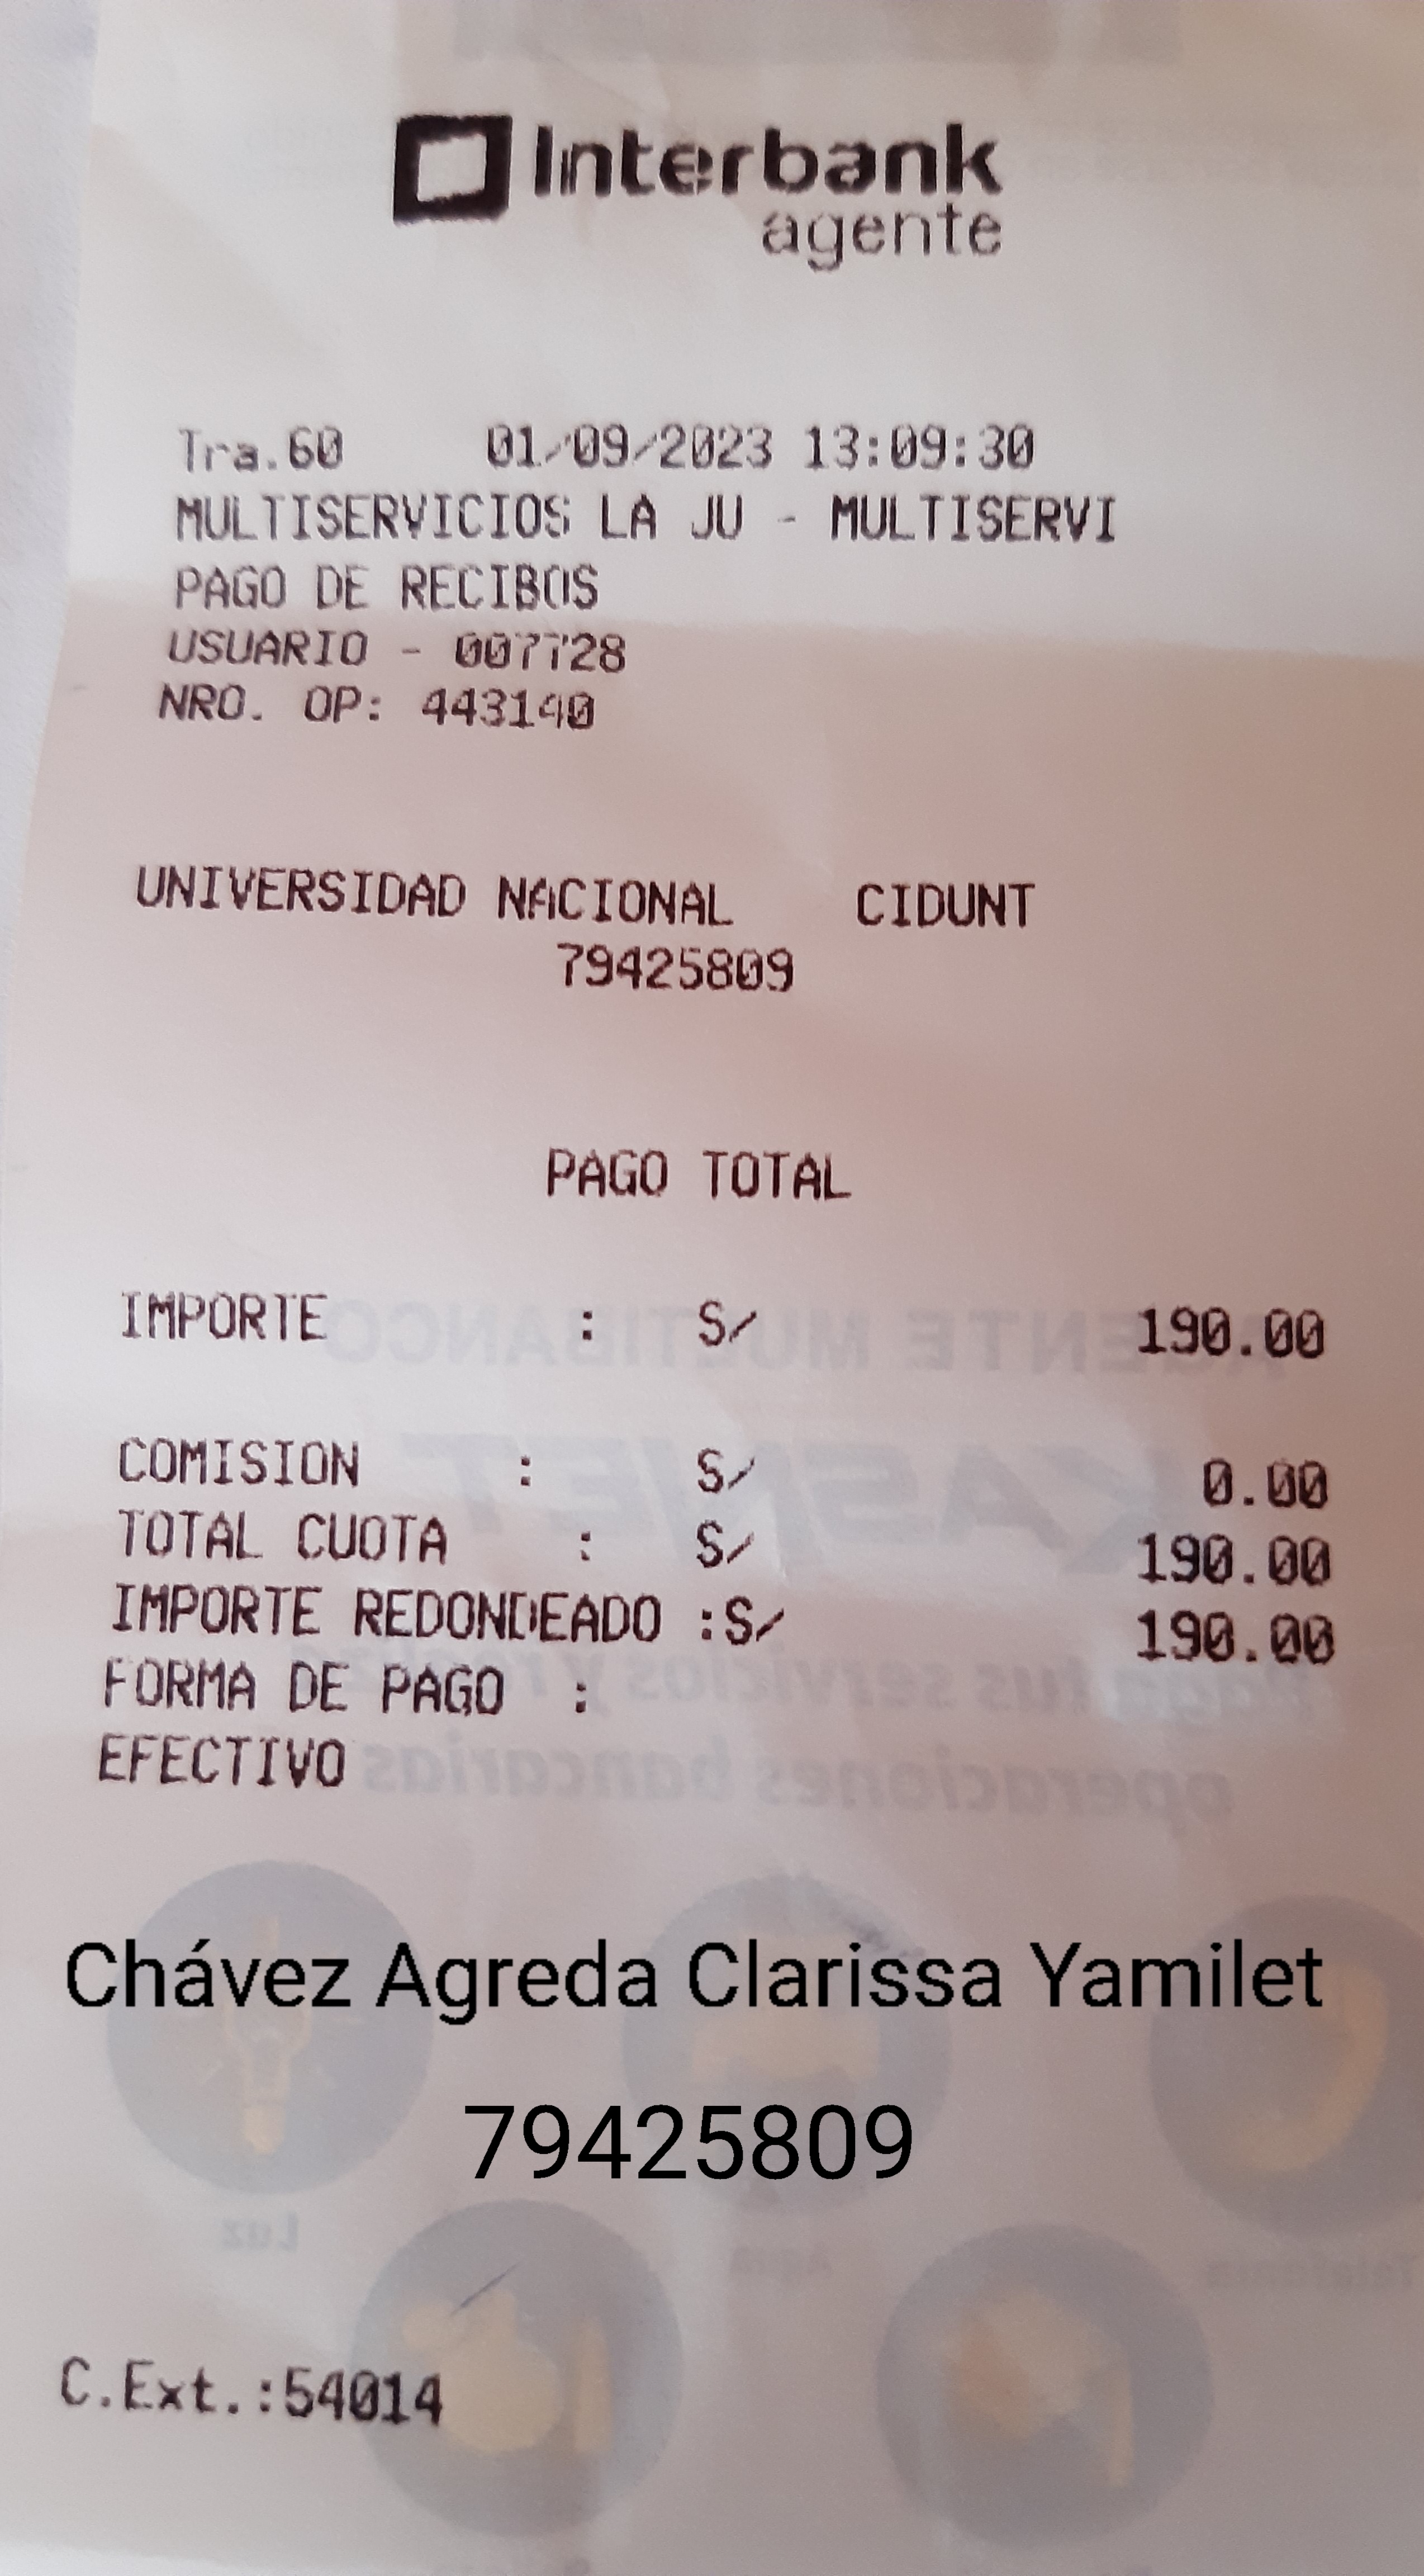 Interbank
agente
Tra.60 01/09/2023 13:09:30
MULTISERVICIOS LA JU - MULTISERVI
PAGO DE RECIBOS
USUARIO - 007728
NRO. OP: 443140
UNIVERSIDAD NACIONAL CIDUNT
79425809
PAGO TOTAL
IMPORTE : S/ 190.00
COMISION : S/ 0.00
TOTAL CUOTA : S/ 190.00
IMPORTE REDONDEADO :S/ 190.00
FORMA DE PAGO :
EFECTIVO
Chávez Agreda Clarissa Yamilet
79425809
C.Ext.:54014